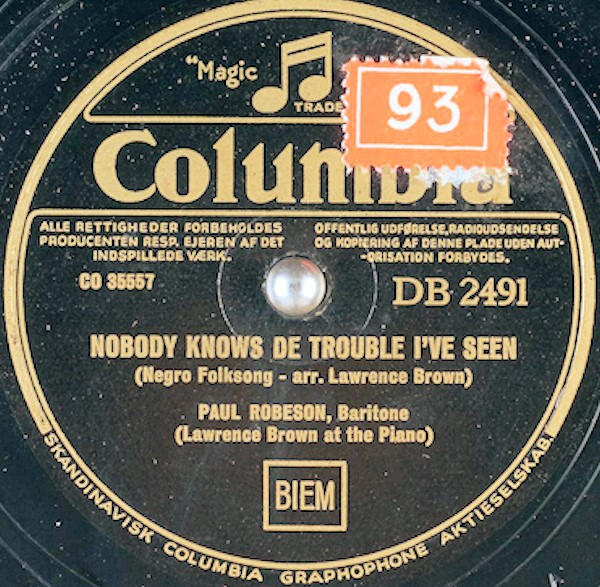 "Magic
TRADE
93
Columbia
ALLE RETTIGHEDER FORBEHOLDES
PRODUCENTEN RESP. EJEREN AF DET
INDSPILLEDE VÆRK.
OFFENTLIG UDFØRELSE,RADIOUDSENDELSE
OG KOPIERING AF DENNE PLADE UDEN AUT-
-ORISATION FORBYDES.
CO 35557
DB 2491
NOBODY KNOWS DE TROUBLE I'VE SEEN
(Negro Folksong - arr. Lawrence Brown)
PAUL ROBESON, Baritone
(Lawrence Brown at the Piano)
BIEM
SKANDINAVISK COLUMBIA GRAPHOPHONE AKTIESELSKAB.